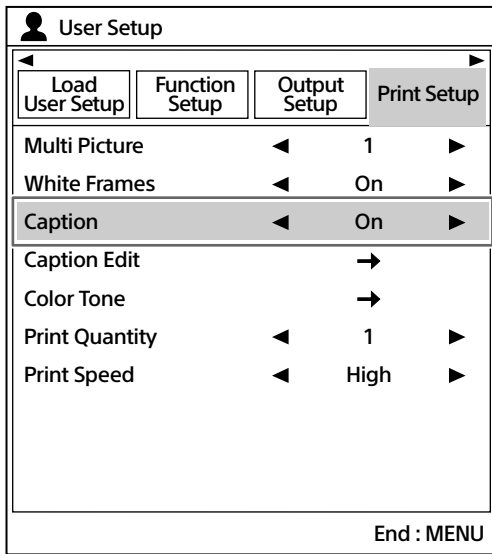 User Setup
Load
User Setup
Function
Setup
Output
Setup
Print Setup
Multi Picture 1
White Frames On
Caption On
Caption Edit
Color Tone
Print Quantity 1
Print Speed High
End : MENU